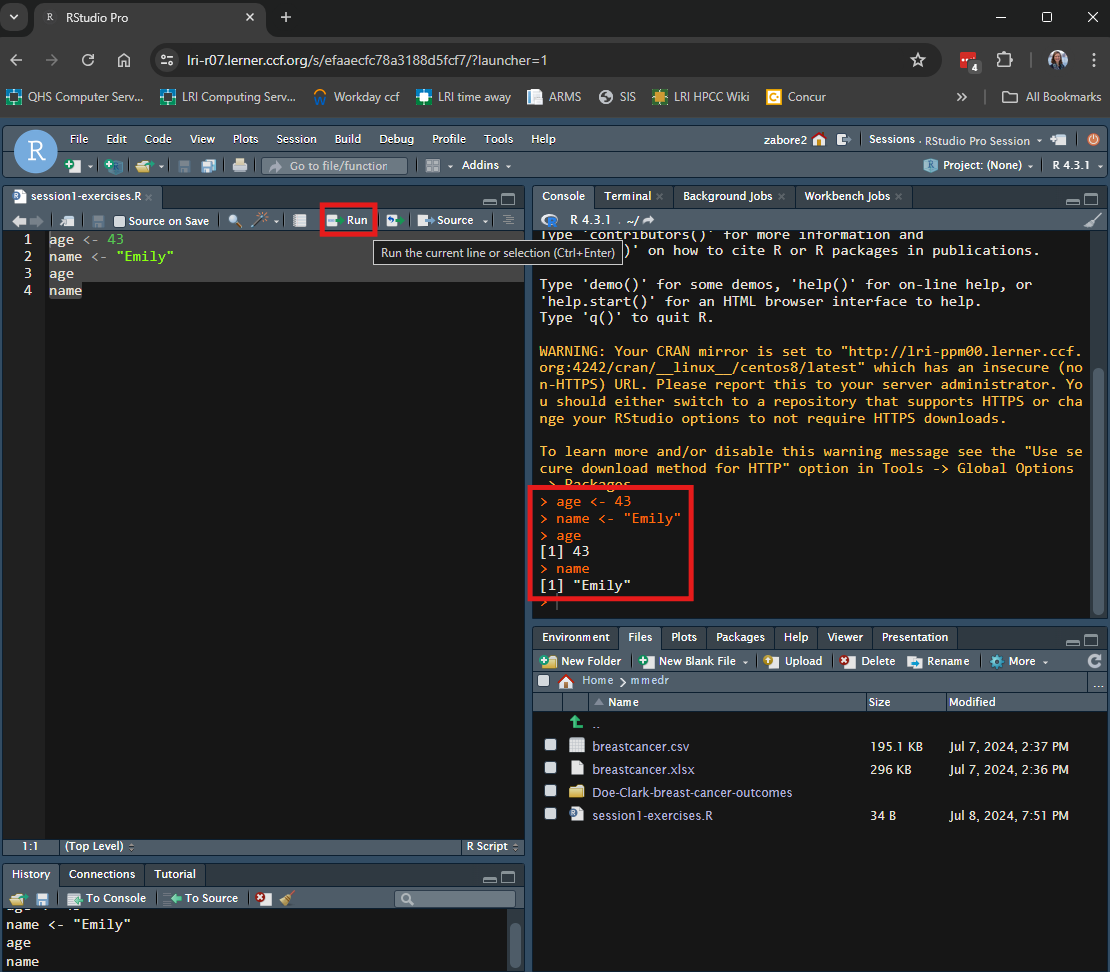 RStudio Pro
lri-r07.lerner.ccf.org/s/efaaecfc78a3188d5fcf7/?launcher=1
4
QHS Computer Serv...
LRI Computing Serv...
Workday ccf
LRI time away
ARMS
SIS
LRI HPCC Wiki
Concur
All Bookmarks
R
File Edit Code View Plots Session Build Debug Profile Tools Help
zabore2
Sessions
RStudio Pro Session
Go to file/function
Addins
Project: (None)
R 4.3.1
session1-exercises.R
Source on Save
Run
Source
1 age <- 43
2 name <- "Emily"
3 age
4 name
Run the current line or selection (Ctrl+Enter)
1:1
(Top Level)
R Script
History Connections Tutorial
To Console
To Source
name <- "Emily"
age
name
Console Terminal Background Jobs Workbench Jobs
R 4.3.1 . ~/
Type 'contributors()' for more information and
)' on how to cite R or R packages in publications.
Type 'demo()' for some demos, 'help()' for on-line help, or
'help.start()' for an HTML browser interface to help.
Type 'q()' to quit R.
WARNING: Your CRAN mirror is set to "http://lri-ppm00.lerner.ccf.
org:4242/cran/__linux__/centos8/latest" which has an insecure (no
n-HTTPS) URL. Please report this to your server administrator. Yo
u should either switch to a repository that supports HTTPS or cha
nge your RStudio options to not require HTTPS downloads.
To learn more and/or disable this warning message see the "Use se
cure download method for HTTP" option in Tools -> Global Options
-> Packages.
> age <- 43
> name <- "Emily"
> age
[1] 43
> name
[1] "Emily"
>
Environment Files Plots Packages Help Viewer Presentation
New Folder
New Blank File
Upload
Delete
Rename
More
Home
mmedr
...
Name Size Modified
..
breastcancer.csv 195.1 KB Jul 7, 2024, 2:37 PM
breastcancer.xlsx 296 KB Jul 7, 2024, 2:36 PM
Doe-Clark-breast-cancer-outcomes
session1-exercises.R 34 B Jul 8, 2024, 7:51 PM